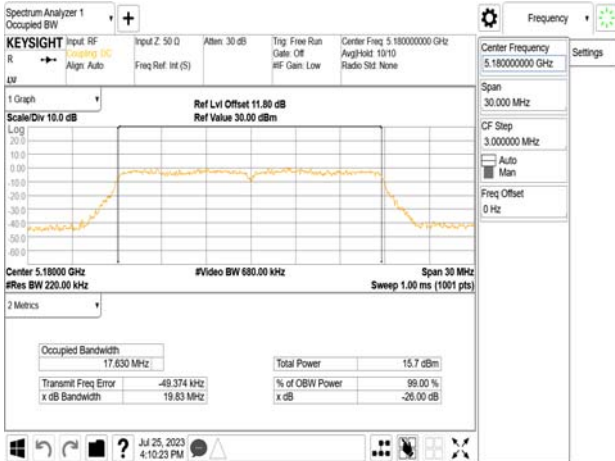 Spectrum Analyzer 1
Occupied BW
Frequency
KEYSIGHT
Input: RF
Coupling: DC
Align: Auto
Input Z: 50 Ω
Freq Ref: Int (S)
Atten: 30 dB
Trig: Free Run
Gate: Off
#IF Gain: Low
Center Freq: 5.180000000 GHz
Avg|Hold: 10/10
Radio Std: None
R
Center Frequency
5.180000000 GHz
Settings
Span
30.000 MHz
CF Step
3.000000 MHz
Auto
Man
Freq Offset
0 Hz
1 Graph
Scale/Div 10.0 dB
Ref Lvl Offset 11.80 dB
Ref Value 30.00 dBm
Log
20.0
10.0
0.00
-10.0
-20.0
-30.0
-40.0
-50.0
-60.0
Center 5.18000 GHz
#Video BW 680.00 kHz
Span 30 MHz
#Res BW 220.00 kHz
Sweep 1.00 ms (1001 pts)
2 Metrics
Occupied Bandwidth
17.630 MHz
Total Power
15.7 dBm
Transmit Freq Error
-49.374 kHz
% of OBW Power
99.00 %
x dB Bandwidth
19.83 MHz
x dB
-26.00 dB
?
Jul 25, 2023
4:10:23 PM